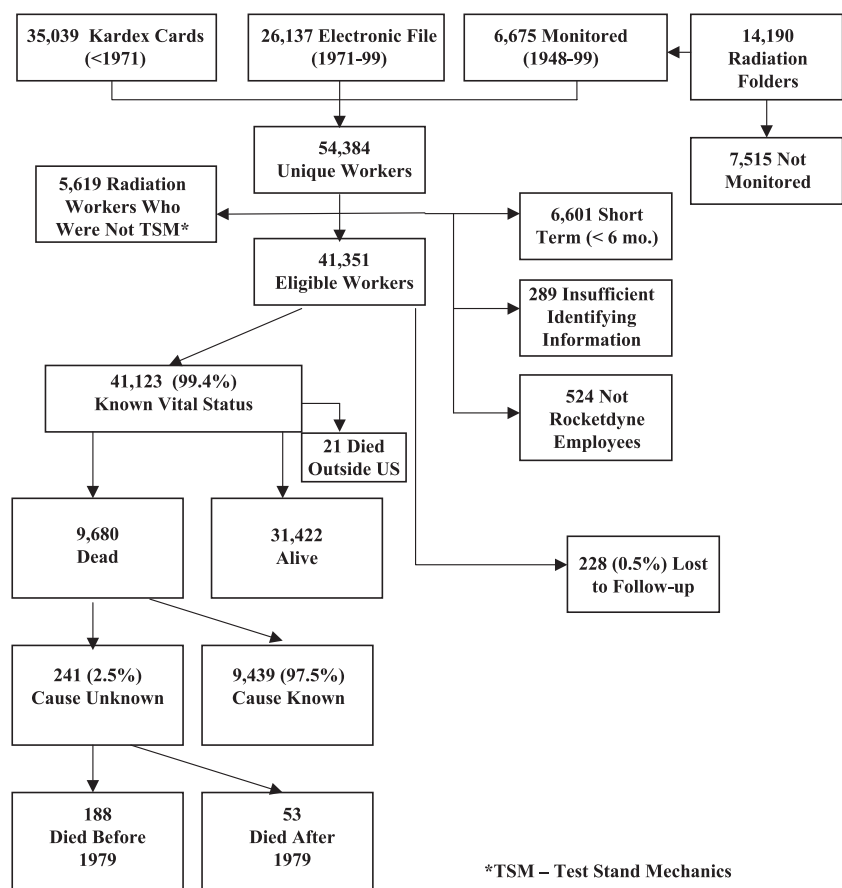 35,039 Kardex Cards
(<1971)
26,137 Electronic File
(1971-99)
6,675 Monitored
(1948-99)
14,190
Radiation
Folders
7,515 Not
Monitored
54,384
Unique Workers
5,619 Radiation
Workers Who
Were Not TSM*
6,601 Short
Term (< 6 mo.)
41,351
Eligible Workers
289 Insufficient
Identifying
Information
41,123 (99.4%)
Known Vital Status
524 Not
Rocketdyne
Employees
21 Died
Outside US
9,680
Dead
31,422
Alive
228 (0.5%) Lost
to Follow-up
241 (2.5%)
Cause Unknown
9,439 (97.5%)
Cause Known
188
Died Before
1979
53
Died After
1979
*TSM – Test Stand Mechanics